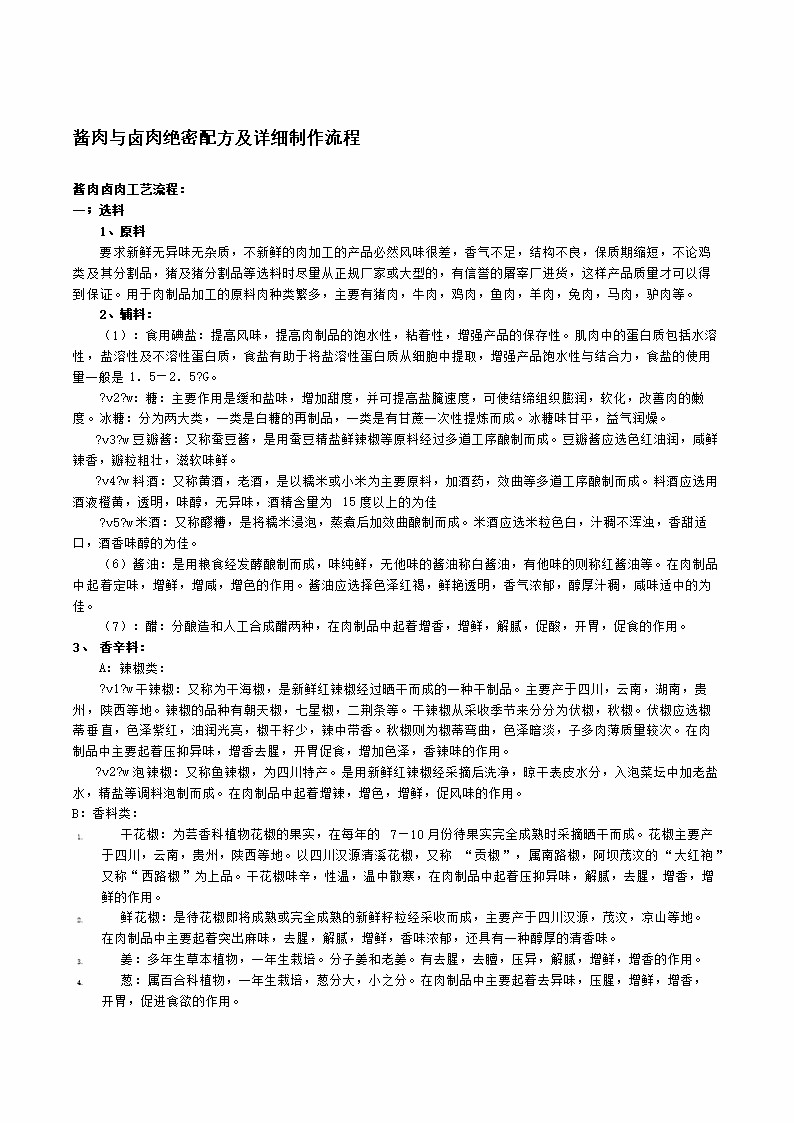 酱肉与卤肉绝密配方及详细制作流程
酱肉卤肉工艺流程：
一；选料
1、原料
要求新鲜无异味无杂质，不新鲜的肉加工的产品必然风味很差，香气不足，结构不良，保质期缩短，不论鸡
类及其分割品，猪及猪分割品等选料时尽量从正规厂家或大型的，有信誉的屠宰厂进货，这样产品质量才可以得
到保证。用于肉制品加工的原料肉种类繁多，主要有猪肉，牛肉，鸡肉，鱼肉，羊肉，兔肉，马肉，驴肉等。
2、辅料：
（1）：食用碘盐：提高风味，提高肉制品的饱水性，粘着性，增强产品的保存性。肌肉中的蛋白质包括水溶
性，盐溶性及不溶性蛋白质，食盐有助于将盐溶性蛋白质从细胞中提取，增强产品饱水性与结合力，食盐的使用
量一般是 1．5－2．5?G。
?v2?w：糖：主要作用是缓和盐味，增加甜度，并可提高盐腌速度，可使结缔组织膨润，软化，改善肉的嫩
度。冰糖：分为两大类，一类是白糖的再制品，一类是有甘蔗一次性提炼而成。冰糖味甘平，益气润燥。
?v3?w豆瓣酱：又称蚕豆酱，是用蚕豆精盐鲜辣椒等原料经过多道工序酿制而成。豆瓣酱应选色红油润，咸鲜
辣香，瓣粒粗壮，滋软味鲜。
?v4?w料酒：又称黄酒，老酒，是以糯米或小米为主要原料，加酒药，效曲等多道工序酿制而成。料酒应选用
酒液橙黄，透明，味醇，无异味，酒精含量为 15度以上的为佳
?v5?w米酒：又称醪糟，是将糯米浸泡，蒸煮后加效曲酿制而成。米酒应选米粒色白，汁稠不浑浊，香甜适
口，酒香味醇的为佳。
（6）酱油：是用粮食经发酵酿制而成，味纯鲜，无他味的酱油称白酱油，有他味的则称红酱油等。在肉制品
中起着定味，增鲜，增咸，增色的作用。酱油应选择色泽红褐，鲜艳透明，香气浓郁，醇厚汁稠，咸味适中的为
佳。
（7）：醋：分酿造和人工合成醋两种，在肉制品中起着增香，增鲜，解腻，促酸，开胃，促食的作用。
3、 香辛料：
A：辣椒类：
?v1?w干辣椒：又称为干海椒，是新鲜红辣椒经过晒干而成的一种干制品。主要产于四川，云南，湖南，贵
州，陕西等地。辣椒的品种有朝天椒，七星椒，二荆条等。干辣椒从采收季节来分分为伏椒，秋椒。伏椒应选椒
蒂垂直，色泽紫红，油润光亮，椒干籽少，辣中带香。秋椒则为椒蒂弯曲，色泽暗淡，子多肉薄质量较次。在肉
制品中主要起着压抑异味，增香去腥，开胃促食，增加色泽，香辣味的作用。
?v2?w泡辣椒：又称鱼辣椒，为四川特产。是用新鲜红辣椒经采摘后洗净，晾干表皮水分，入泡菜坛中加老盐
水，精盐等调料泡制而成。在肉制品中起着增辣，增色，增鲜，促风味的作用。
B：香料类：
1. 干花椒：为芸香科植物花椒的果实，在每年的 7－10月份待果实完全成熟时采摘晒干而成。花椒主要产
于四川，云南，贵州，陕西等地。以四川汉源清溪花椒，又称 “贡椒”，属南路椒，阿坝茂汶的“大红袍”
又称“西路椒”为上品。干花椒味辛，性温，温中散寒，在肉制品中起着压抑异味，解腻，去腥，增香，增
鲜的作用。
2. 鲜花椒：是待花椒即将成熟或完全成熟的新鲜籽粒经采收而成，主要产于四川汉源，茂汶，凉山等地。
在肉制品中主要起着突出麻味，去腥，解腻，增鲜，香味浓郁，还具有一种醇厚的清香味。
3. 姜：多年生草本植物，一年生栽培。分子姜和老姜。有去腥，去膻，压异，解腻，增鲜，增香的作用。
4. 葱：属百合科植物，一年生栽培，葱分大，小之分。在肉制品中主要起着去异味，压腥，增鲜，增香，
开胃，促进食欲的作用。